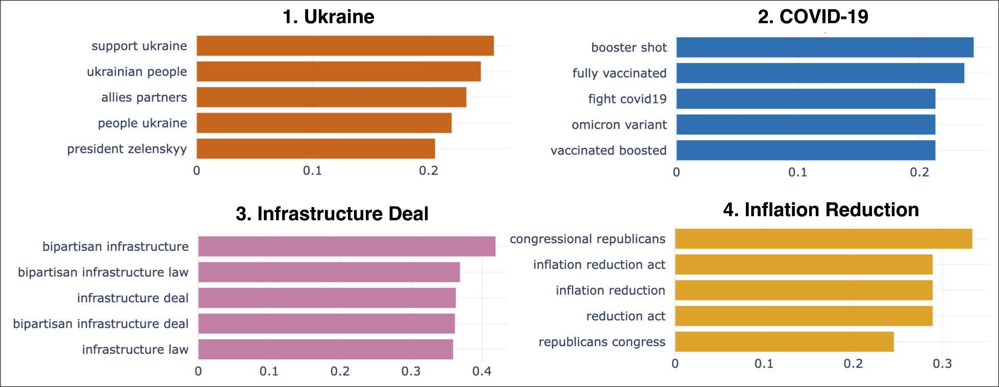 1. Ukraine
support ukraine
ukrainian people
allies partners
people ukraine
president zelenskyy
0 0.1 0.2
2. COVID-19
booster shot
fully vaccinated
fight covid19
omicron variant
vaccinated boosted
0 0.1 0.2
3. Infrastructure Deal
bipartisan infrastructure
bipartisan infrastructure law
infrastructure deal
bipartisan infrastructure deal
infrastructure law
0 0.1 0.2 0.3 0.4
4. Inflation Reduction
congressional republicans
inflation reduction act
inflation reduction
reduction act
republicans congress
0 0.1 0.2 0.3